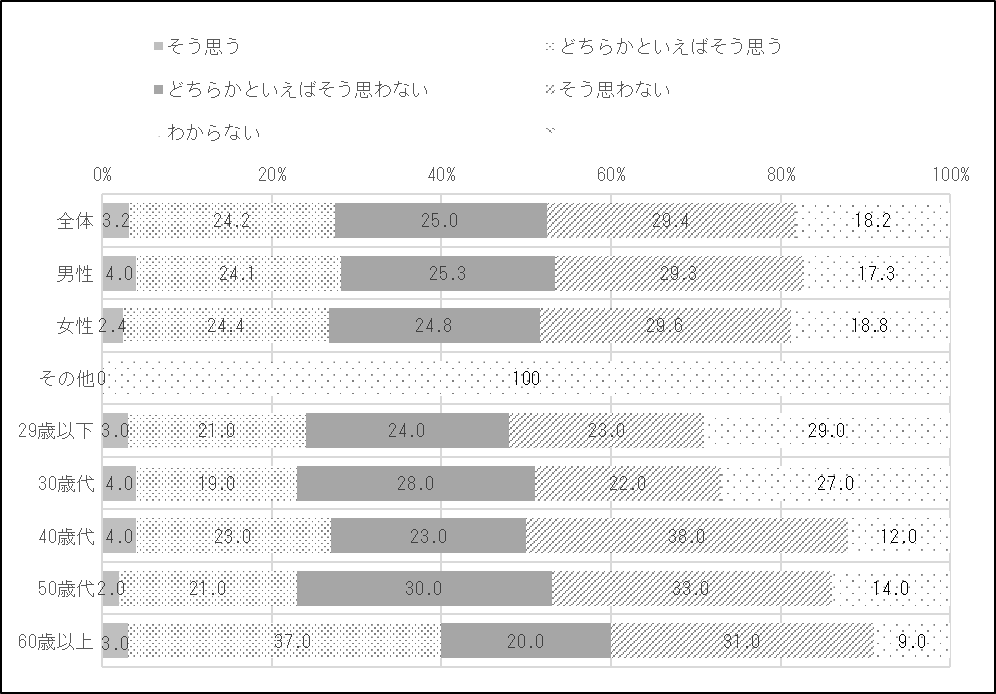 そう思う どちらかといえばそう思う
どちらかといえばそう思わない そう思わない
わからない
0% 20% 40% 60% 80% 100%
全体 3.2 24.2 25.0 29.4 18.2
男性 4.0 24.1 25.3 29.3 17.3
女性 2.4 24.4 24.8 29.6 18.8
その他 0 100
29歳以下 3.0 21.0 24.0 23.0 29.0
30歳代 4.0 19.0 28.0 22.0 27.0
40歳代 4.0 23.0 23.0 38.0 12.0
50歳代 2.0 21.0 30.0 33.0 14.0
60歳以上 3.0 37.0 20.0 31.0 9.0